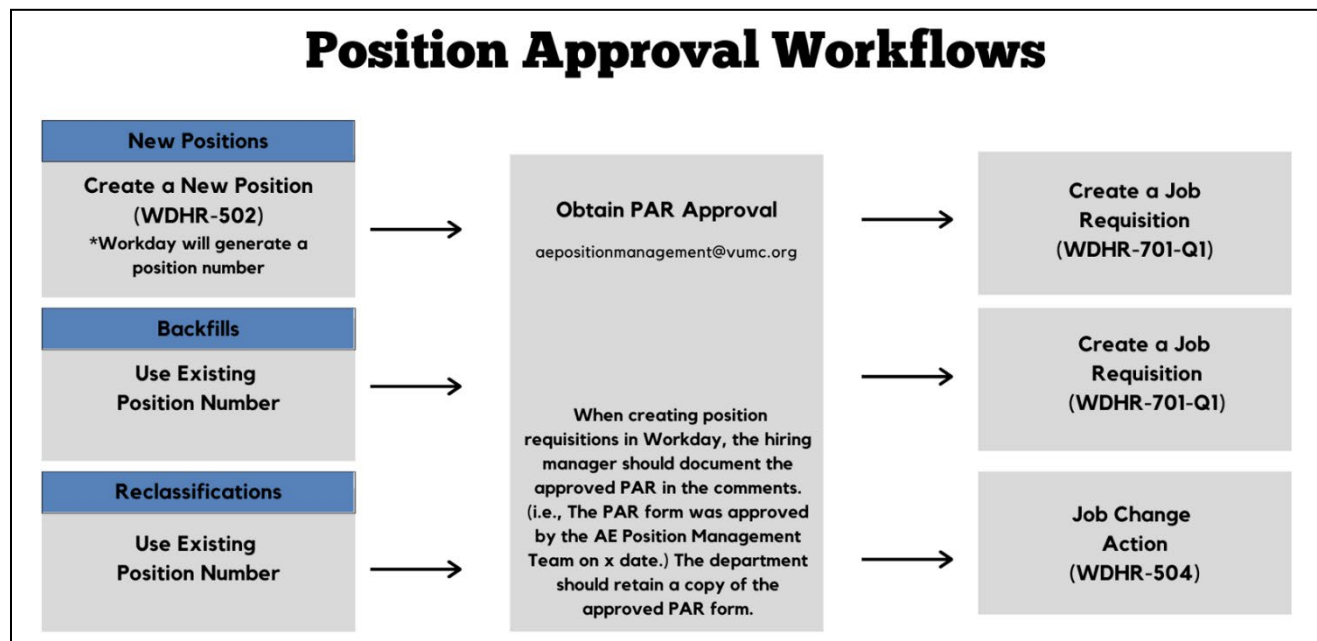 Position Approval Workflows
New Positions
Create a New Position
(WDHR-502)
*Workday will generate a
position number
Backfills
Use Existing
Position Number
Reclassifications
Use Existing
Position Number
Obtain PAR Approval
aepositionmanagement@vumc.org
When creating position
requisitions in Workday, the hiring
manager should document the
approved PAR in the comments.
(i.e., The PAR form was approved
by the AE Position Management
Team on x date.) The department
should retain a copy of the
approved PAR form.
Create a Job
Requisition
(WDHR-701-Q1)
Create a Job
Requisition
(WDHR-701-Q1)
Job Change
Action
(WDHR-504)